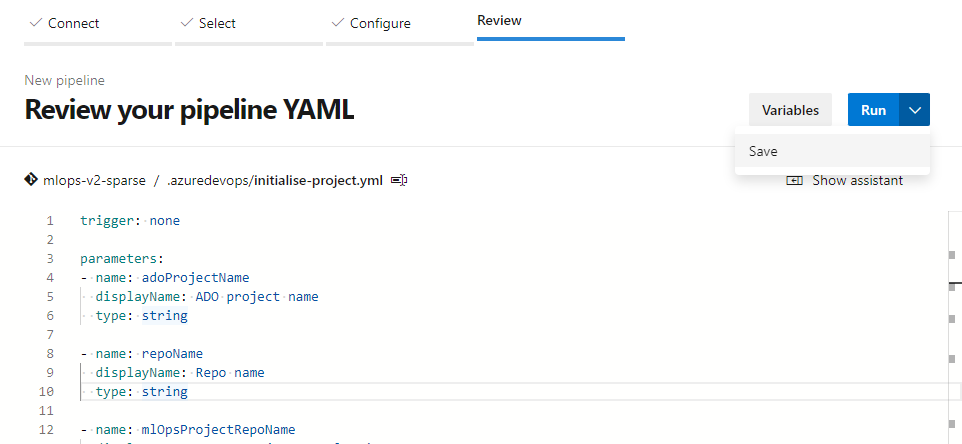 Connect Select Configure Review
New pipeline
Review your pipeline YAML
Variables Run
Save
mlops-v2-sparse / .azuredevops/initialise-project.yml
Show assistant
1 trigger: none
2
3 parameters:
4 - name: adoProjectName
5 displayName: ADO project name
6 type: string
7
8 - name: repoName
9 displayName: Repo name
10 type: string
11
12 - name: mlOpsProjectRepoName